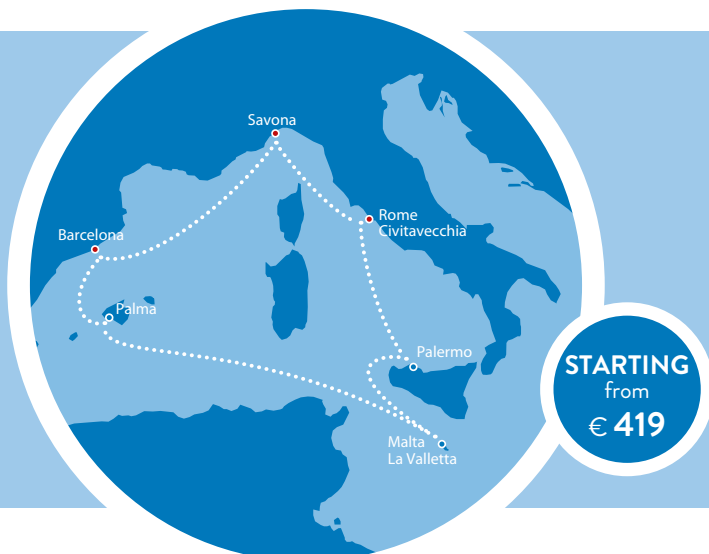 Savona
Rome
Civitavecchia
Barcelona
Palma
Palermo
STARTING
from
€ 419
Malta
La Valletta